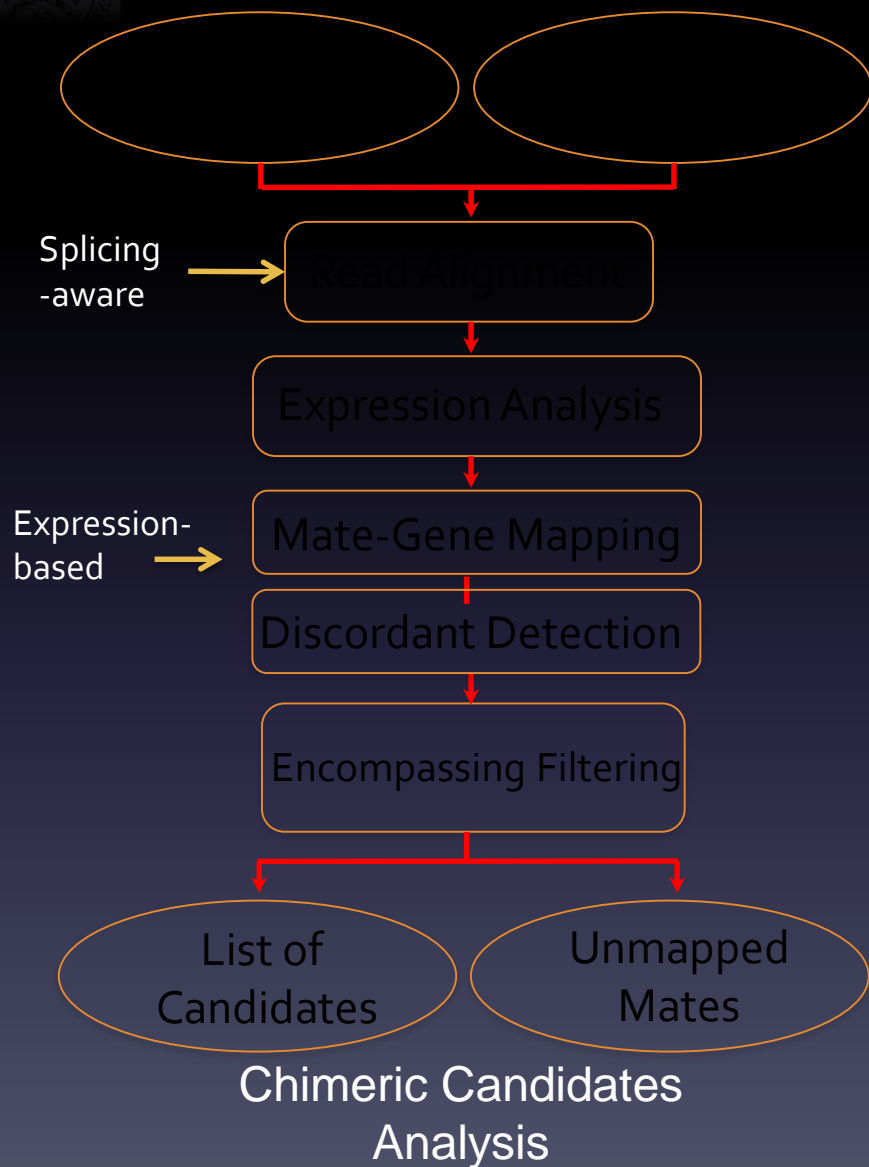 Splicing
-aware
Read Alignment
Expression Analysis
Expression-
based
Mate-Gene Mapping
Discordant Detection
Encompassing Filtering
List of
Candidates
Unmapped
Mates
Chimeric Candidates
Analysis